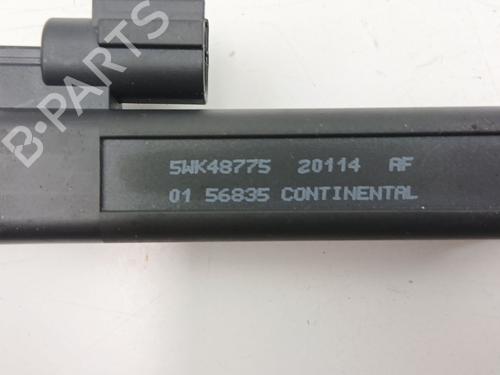 B-PARTS
5WK48775 20114 AF
01 56835 CONTINENTAL